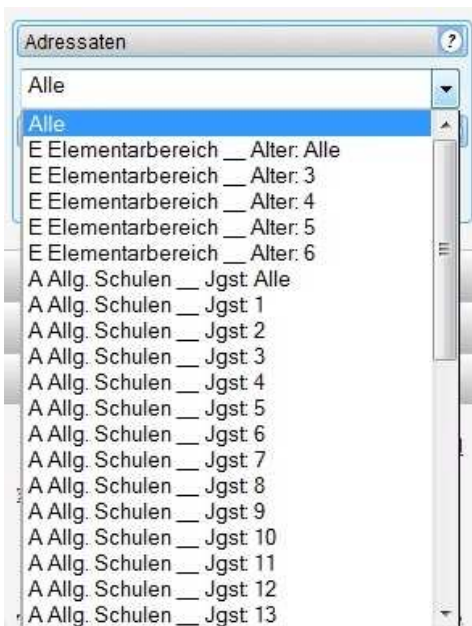 Adressaten ?
Alle
Alle
E Elementarbereich __ Alter: Alle
E Elementarbereich __ Alter: 3
E Elementarbereich __ Alter: 4
E Elementarbereich __ Alter: 5
E Elementarbereich __ Alter: 6
A Allg. Schulen __ Jgst: Alle
A Allg. Schulen __ Jgst: 1
A Allg. Schulen __ Jgst: 2
A Allg. Schulen __ Jgst: 3
A Allg. Schulen __ Jgst: 4
A Allg. Schulen __ Jgst: 5
A Allg. Schulen __ Jgst: 6
A Allg. Schulen __ Jgst: 7
A Allg. Schulen __ Jgst: 8
A Allg. Schulen __ Jgst: 9
A Allg. Schulen __ Jgst: 10
A Allg. Schulen __ Jgst: 11
A Allg. Schulen __ Jgst: 12
A Allg. Schulen __ Jgst: 13